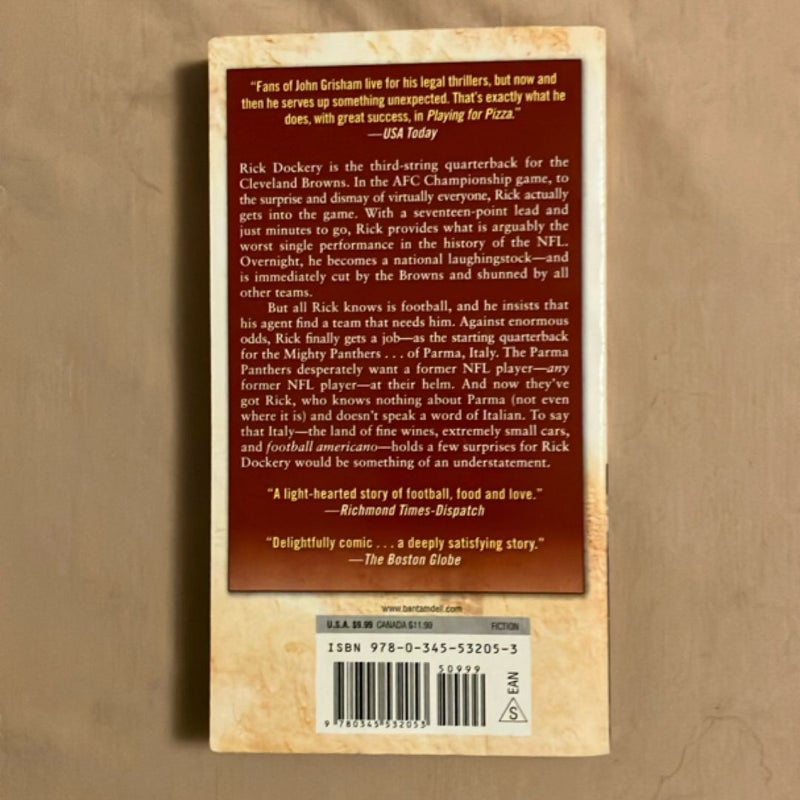 “Fans of John Grisham live for his legal thrillers, but now and
then he serves up something unexpected. That’s exactly what he
does, with great success, in Playing for Pizza.”
—USA Today
Rick Dockery is the third-string quarterback for the
Cleveland Browns. In the AFC Championship game, to
the surprise and dismay of virtually everyone, Rick actually
gets into the game. With a seventeen-point lead and
just minutes to go, Rick provides what is arguably the
worst single performance in the history of the NFL.
Overnight, he becomes a national laughingstock—and
is immediately cut by the Browns and shunned by all
other teams.
But all Rick knows is football, and he insists that
his agent find a team that needs him. Against enormous
odds, Rick finally gets a job—as the starting quarterback
for the Mighty Panthers . . . of Parma, Italy. The Parma
Panthers desperately want a former NFL player—any
former NFL player—at their helm. And now they’ve
got Rick, who knows nothing about Parma (not even
where it is) and doesn’t speak a word of Italian. To say
that Italy—the land of fine wines, extremely small cars,
and football americano—holds a few surprises for Rick
Dockery would be something of an understatement.
“A light-hearted story of football, food and love.”
—Richmond Times-Dispatch
“Delightfully comic . . . a deeply satisfying story.”
—The Boston Globe
www.bantamdell.com
U.S.A. $9.99 CANADA $11.99 FICTION
ISBN 978-0-345-53205-3
50999
9 780345 532053
EAN
S